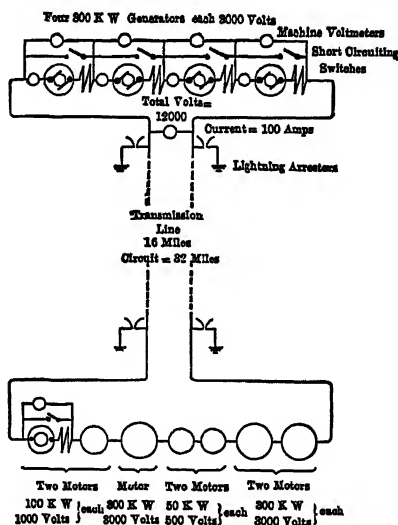 Four 300 K W Generators each 3000 Volts
Machine Voltmeters
Short Circuiting
Switches
Total Volts=
12000
Current = 100 Amps
Lightning Arresters
Transmission
Line
16 Miles
Circuit = 32 Miles
Two Motors Motor Two Motors Two Motors
100 K W } each 300 K W 50 K W } each 300 K W } each
1000 Volts 3000 Volts 500 Volts 3000 Volts